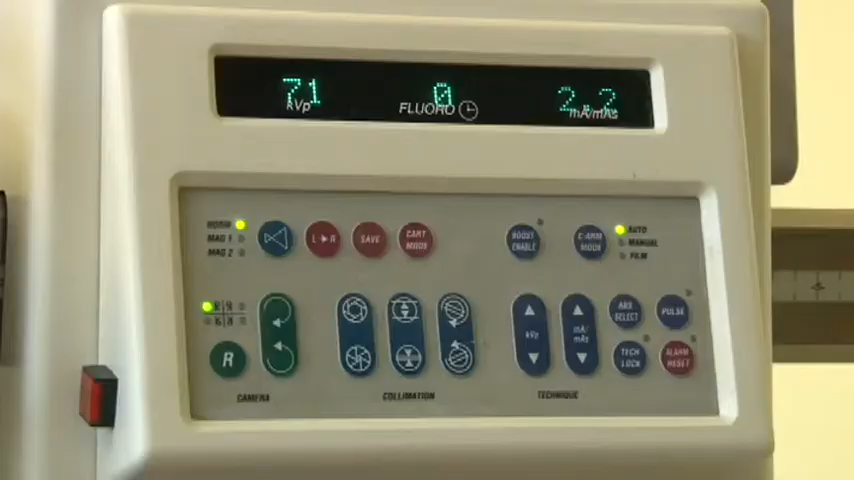 71 0 2.2
kVp FLUORO mA/mAs
NORM
MAG 1
MAG 2
L R
SAVE
CART
MODE
BOOST
ENABLE
C-ARM
MODE
AUTO
MANUAL
FILM
R
kVp
mA/
mAs
ABS
SELECT
PULSE
TECH
LOCK
ALARM
RESET
CAMERA
COLLIMATION
TECHNIQUE